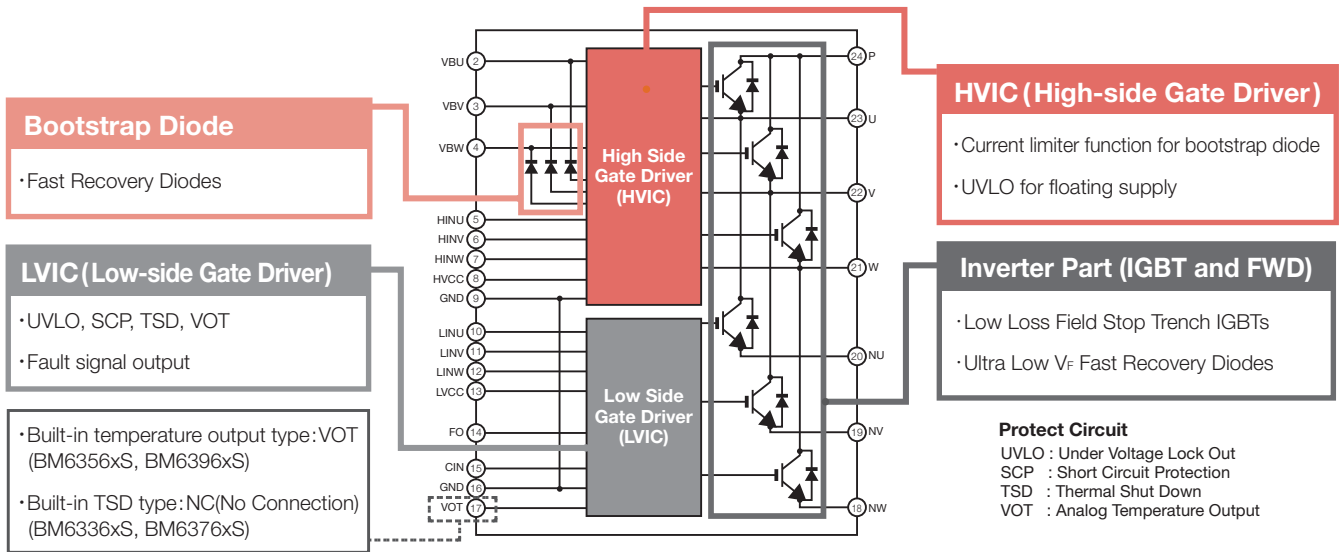 Bootstrap Diode
・Fast Recovery Diodes
LVIC (Low-side Gate Driver)
・UVLO, SCP, TSD, VOT
・Fault signal output
・Built-in temperature output type:VOT
(BM6356xS, BM6396xS)
・Built-in TSD type:NC(No Connection)
(BM6336xS, BM6376xS)
VBU 2
VBV 3
VBW 4
HINU 5
HINV 6
HINW 7
HVCC 8
GND 9
LINU 10
LINV 11
LINW 12
LVCC 13
FO 14
CIN 15
GND 16
VOT 17
High Side
Gate Driver
(HVIC)
Low Side
Gate Driver
(LVIC)
24 P
23 U
22 V
21 W
20 NU
19 NV
18 NW
HVIC (High-side Gate Driver)
・Current limiter function for bootstrap diode
・UVLO for floating supply
Inverter Part (IGBT and FWD)
・Low Loss Field Stop Trench IGBTs
・Ultra Low VF Fast Recovery Diodes
Protect Circuit
UVLO : Under Voltage Lock Out
SCP : Short Circuit Protection
TSD : Thermal Shut Down
VOT : Analog Temperature Output